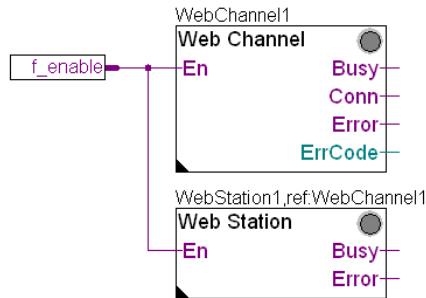 WebChannel1
Web Channel
f_enable
En
Busy
Conn
Error
ErrCode
WebStation1,ref:WebChannel1
Web Station
En
Busy
Error